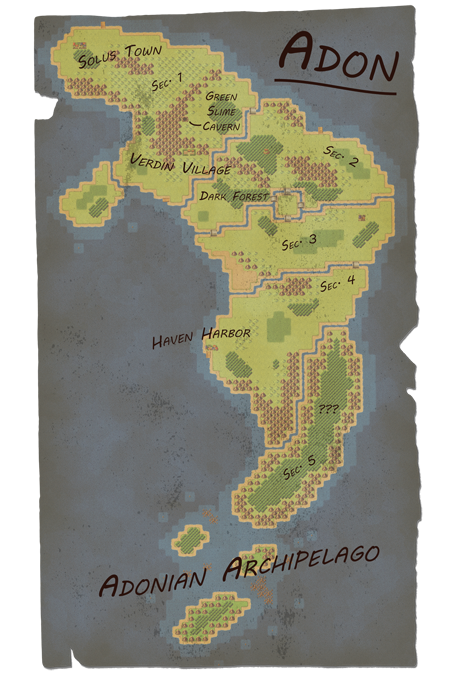 Adon
Solus Town
Sec. 1
Green
Slime
Cavern
Sec. 2
Verdin Village
Dark Forest
Sec. 3
Sec. 4
Haven Harbor
???
Sec. 5
Adonian Archipelago